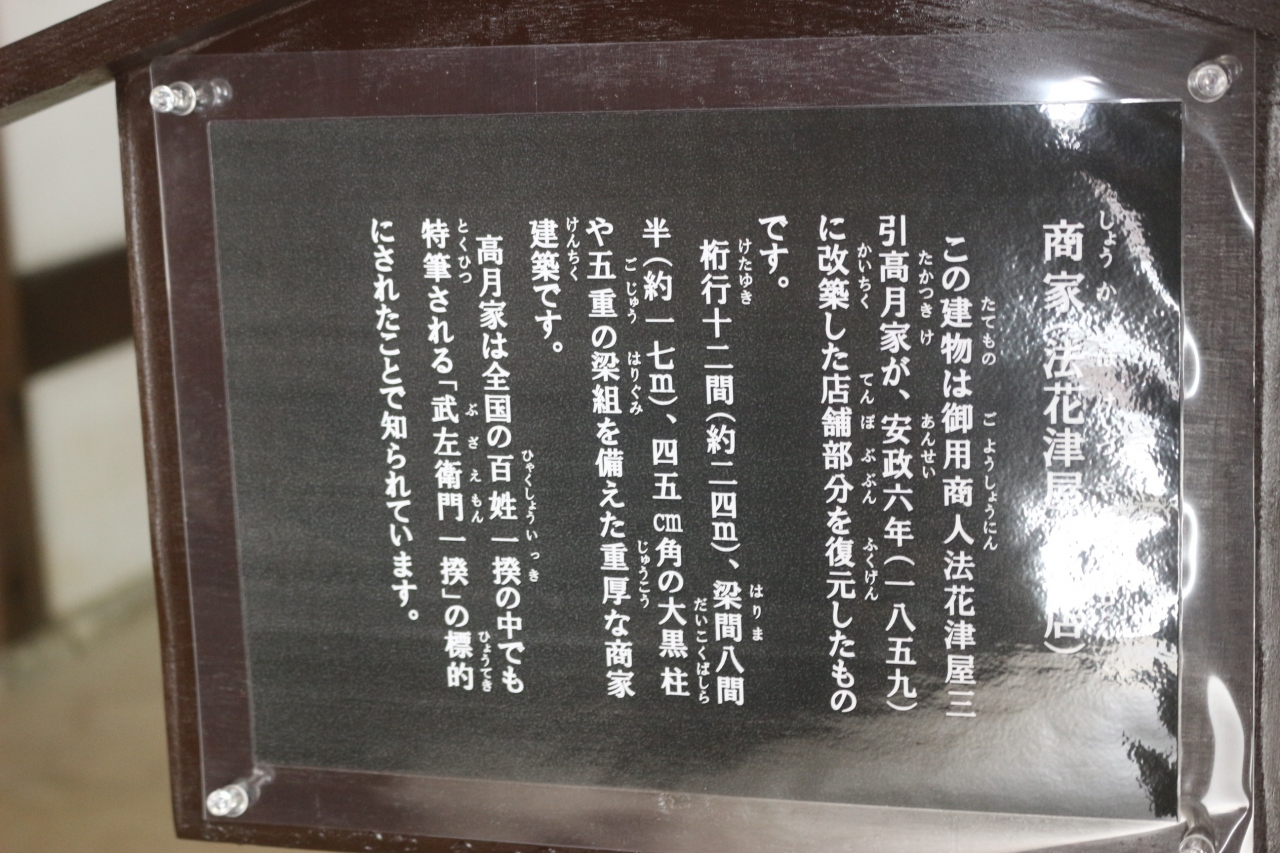 商家(法花津屋 店)
この建物は御用商人法花津屋三
引高月家が、安政六年(一八五九)
に改築した店舗部分を復元したもの
です。
桁行十二間(約二四m)、梁間八間
半(約一七m)、四五㎝角の大黒柱
や五重の梁組を備えた重厚な商家
建築です。
高月家は全国の百姓一揆の中でも
特筆される「武左衛門一揆」の標的
にされたことで知られています。